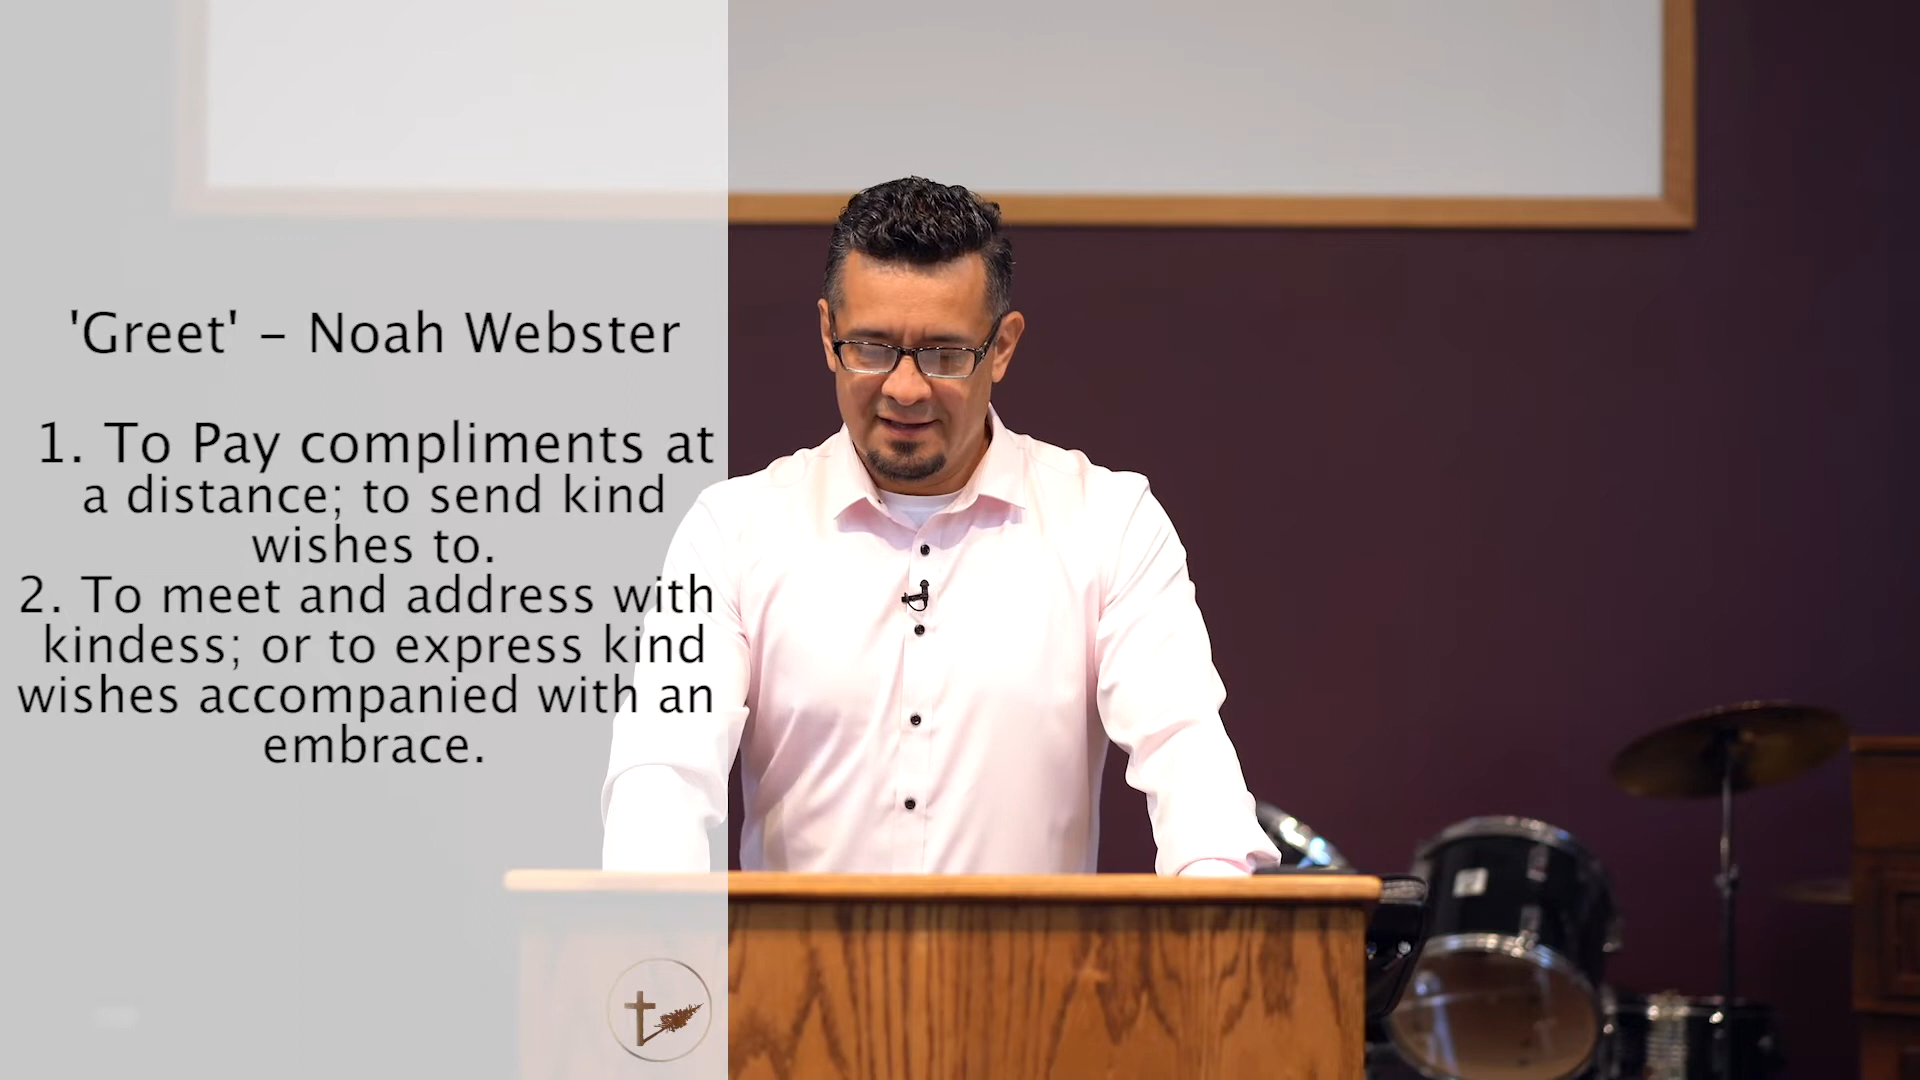 'Greet' – Noah Webster
1. To Pay compliments at
a distance; to send kind
wishes to.
2. To meet and address with
kindess; or to express kind
wishes accompanied with an
embrace.